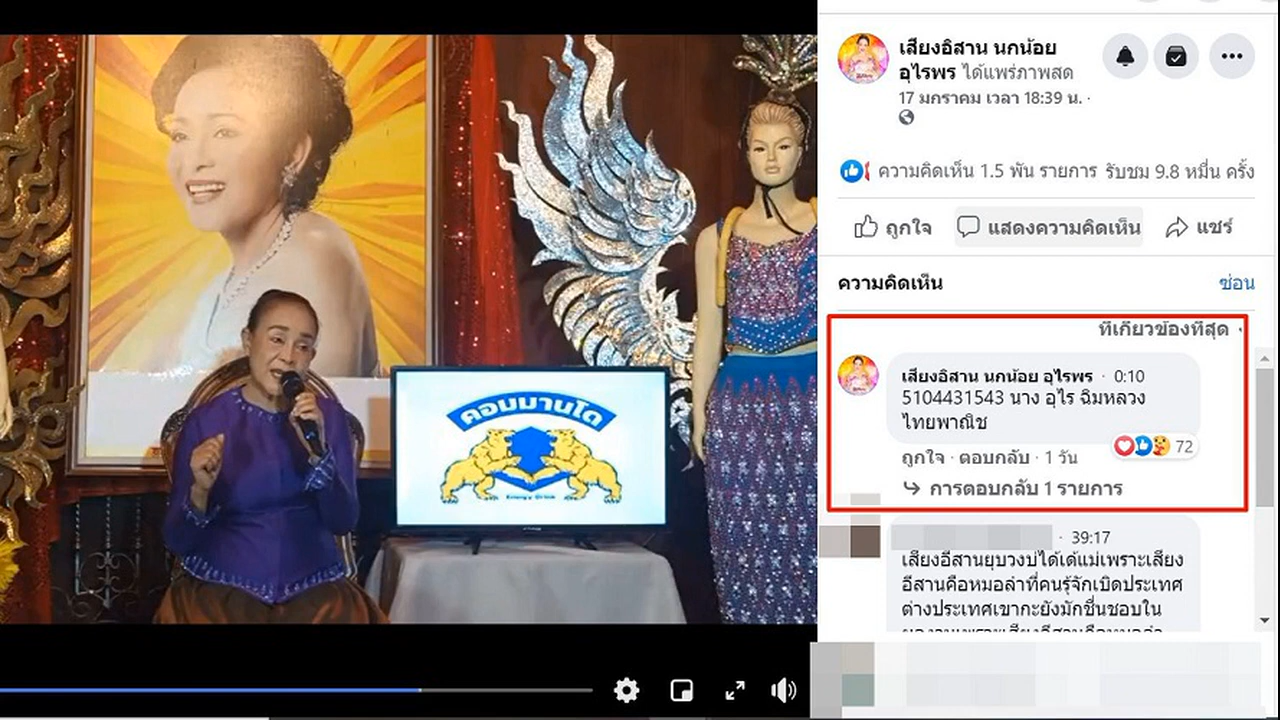 เสียงอิสาน นกน้อย
อุไรพร ได้แพร่ภาพสด
17 มกราคม เวลา 18:39 น. ·
ความคิดเห็น 1.5 พัน รายการ รับชม 9.8 หมื่น ครั้ง
ถูกใจ แสดงความคิดเห็น แชร์
ความคิดเห็น ซ่อน
ที่เกี่ยวข้องที่สุด
เสียงอิสาน นกน้อย อุไรพร · 0:10
5104431543 นาง อุไร ฉิมหลวง
ไทยพาณิช
72
ถูกใจ · ตอบกลับ · 1 วัน
การตอบกลับ 1 รายการ
· 39:17
เสียงอีสานยุบวงบ่ได้เด้แม่เพราะเสียง
อีสานคือหมอลำที่คนรู้จักเบิดประเทศ
ต่างประเทศเขากะยังมักชื่นชอบใน
คอมมานโด
Energy Drink